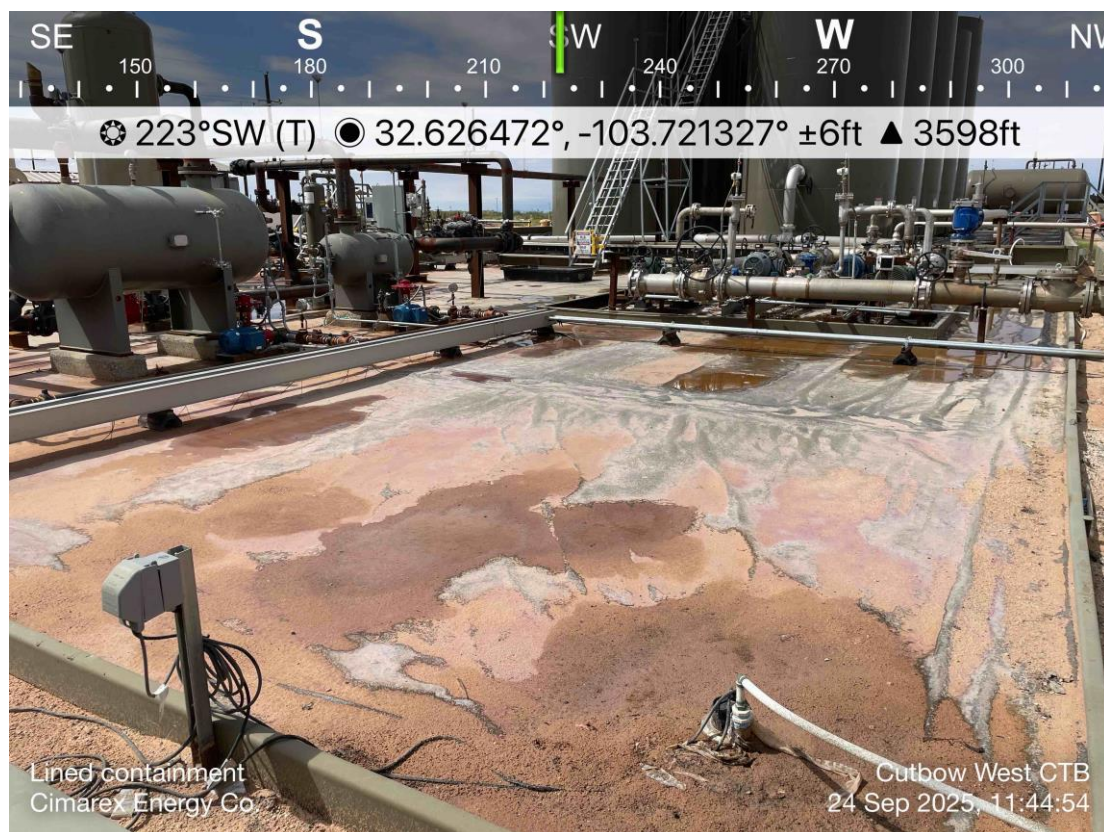 SE S SW W NW
150 180 210 240 270 300
223°SW (T) 32.626472°, -103.721327° ±6ft ▲ 3598ft
Lined containment
Cimarex Energy Co.
Cutbow West CTB
24 Sep 2025, 11:44:54